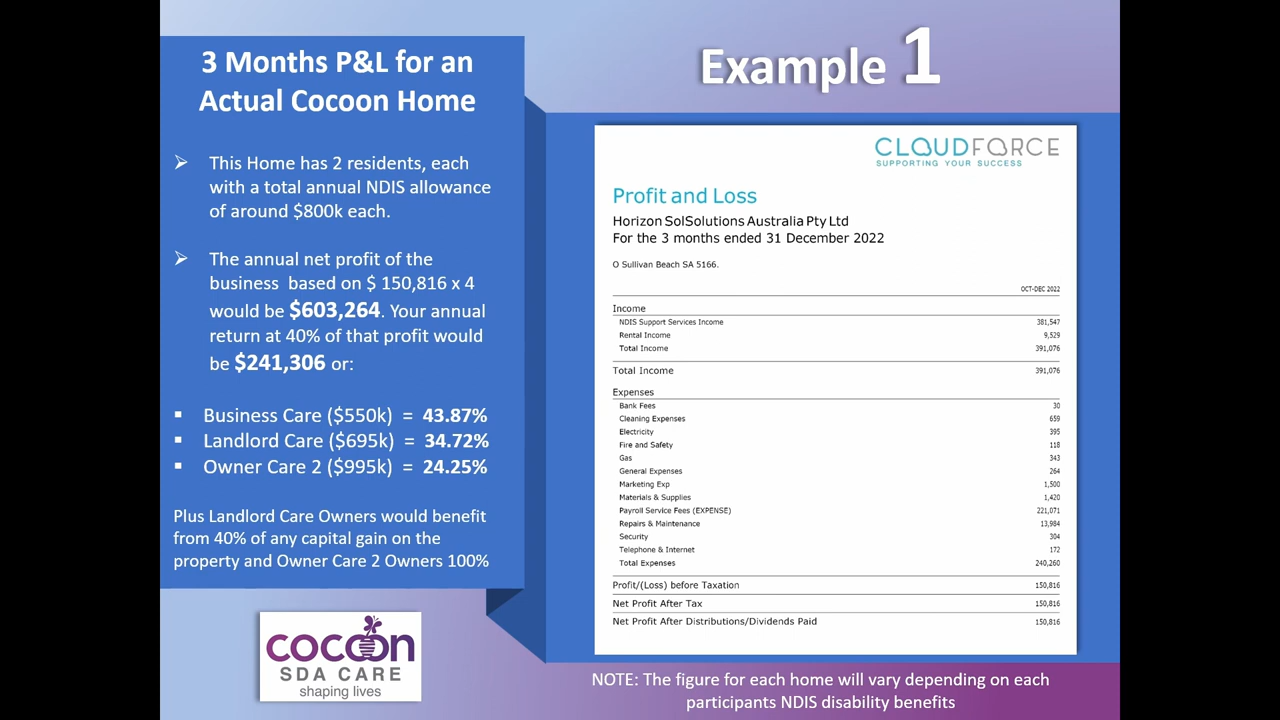 3 Months P&L for an
Actual Cocoon Home
This Home has 2 residents, each
with a total annual NDIS allowance
of around $800k each.
The annual net profit of the
business based on $ 150,816 x 4
would be $603,264. Your annual
return at 40% of that profit would
be $241,306 or:
Business Care ($550k) = 43.87%
Landlord Care ($695k) = 34.72%
Owner Care 2 ($995k) = 24.25%
Plus Landlord Care Owners would benefit
from 40% of any capital gain on the
property and Owner Care 2 Owners 100%
cocoon
SDA CARE
shaping lives
Example 1
CLOUDFORCE
SUPPORTING YOUR SUCCESS
Profit and Loss
Horizon SolSolutions Australia Pty Ltd
For the 3 months ended 31 December 2022
O Sullivan Beach SA 5166.
OCT-DEC 2022
Income
NDIS Support Services Income 381,547
Rental Income 9,529
Total Income 391,076
Total Income 391,076
Expenses
Bank Fees 30
Cleaning Expenses 659
Electricity 395
Fire and Safety 118
Gas 343
General Expenses 264
Marketing Exp 1,500
Materials & Supplies 1,420
Payroll Service Fees (EXPENSE) 221,071
Repairs & Maintenance 13,984
Security 304
Telephone & Internet 172
Total Expenses 240,260
Profit/(Loss) before Taxation 150,816
Net Profit After Tax 150,816
Net Profit After Distributions/Dividends Paid 150,816
NOTE: The figure for each home will vary depending on each
participants NDIS disability benefits